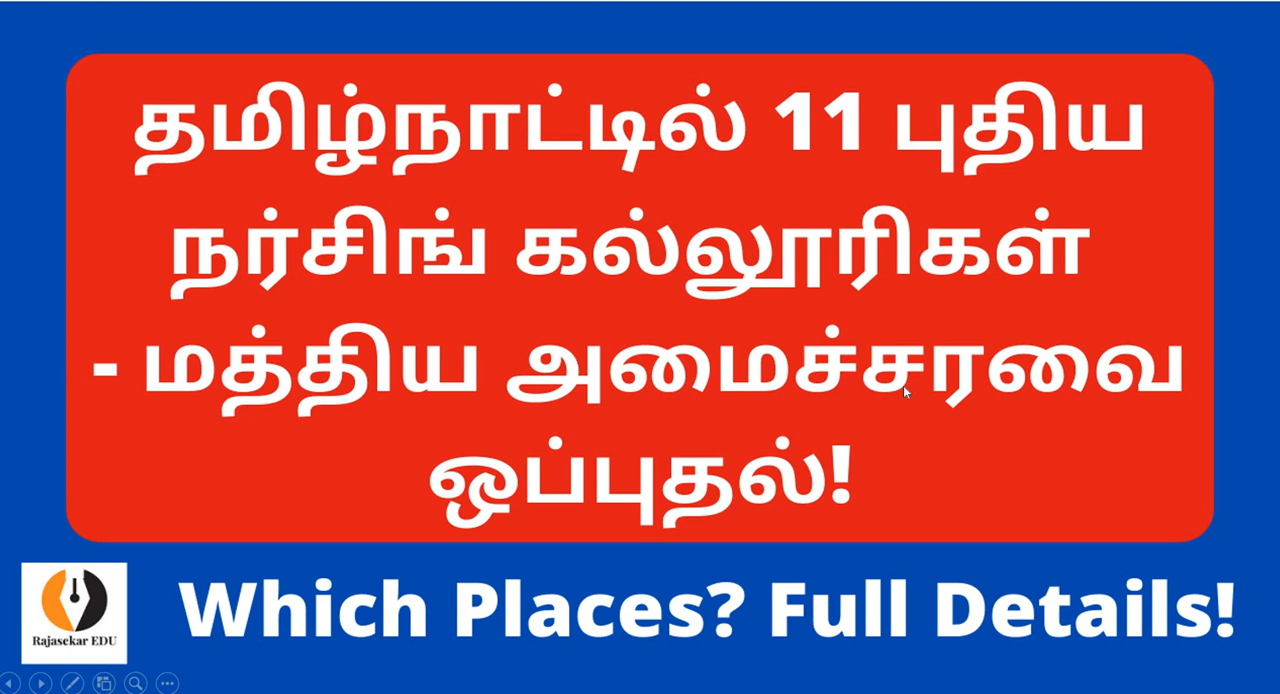 தமிழ்நாட்டில் 11 புதிய
நர்சிங் கல்லூரிகள்
- மத்திய அமைச்சரவை
ஒப்புதல்!
Which Places? Full Details!
Rajasekar EDU